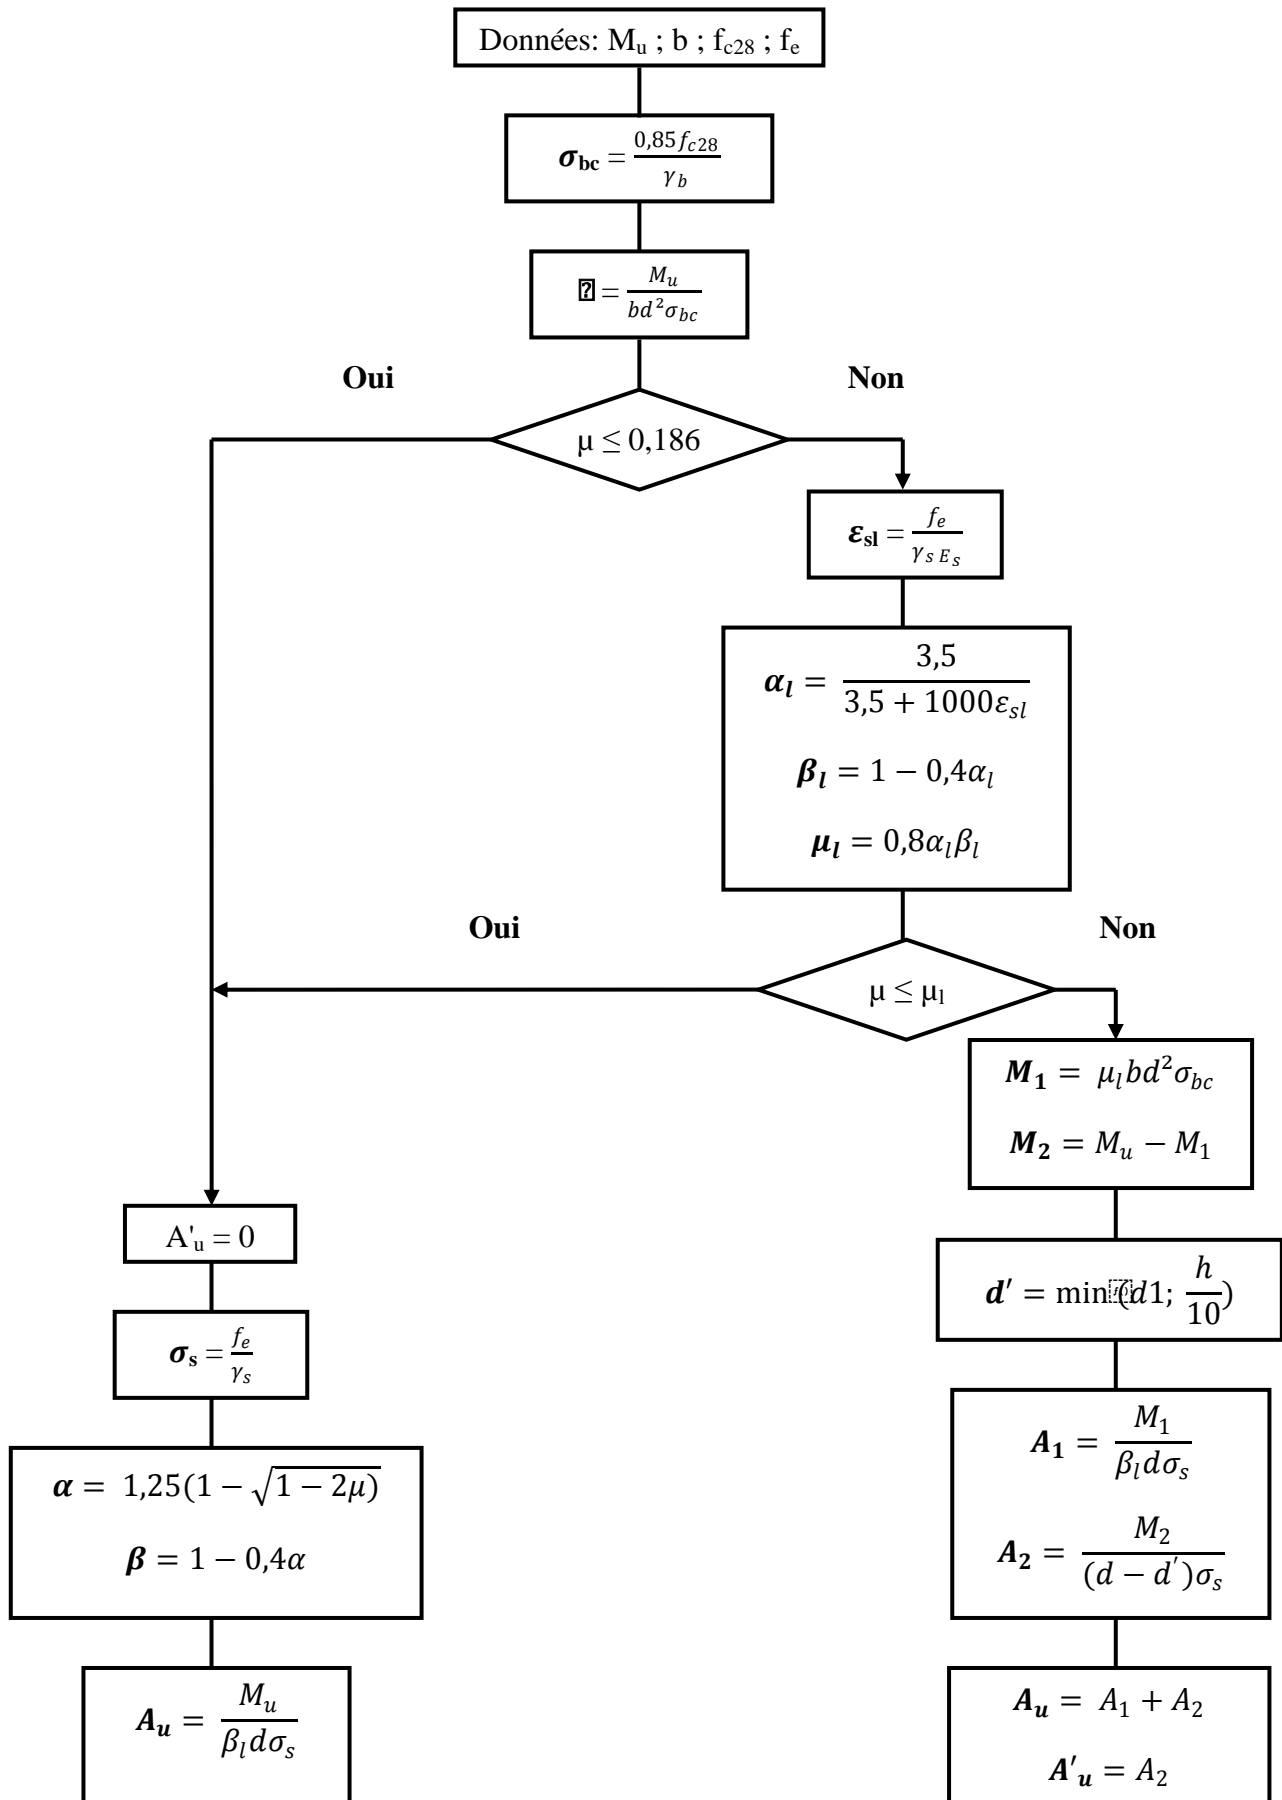 Données: Mu ; b ; fc28 ; fe
σbc = 0,85fc28 / γb
= Mu / bd²σbc
Oui
Non
μ ≤ 0,186
εsl = fe / γs Es
αl = 3,5 / 3,5 + 1000εsl
βl = 1 − 0,4αl
μl = 0,8αlβl
Oui
Non
μ ≤ μl
M1 = μlbd²σbc
M2 = Mu − M1
A'u = 0
d′ = min (d1; h / 10)
σs = fe / γs
A1 = M1 / βldσs
A2 = M2 / (d − d′)σs
α = 1,25(1 − √1 − 2μ)
β = 1 − 0,4α
Au = Mu / βldσs
Au = A1 + A2
A′u = A2